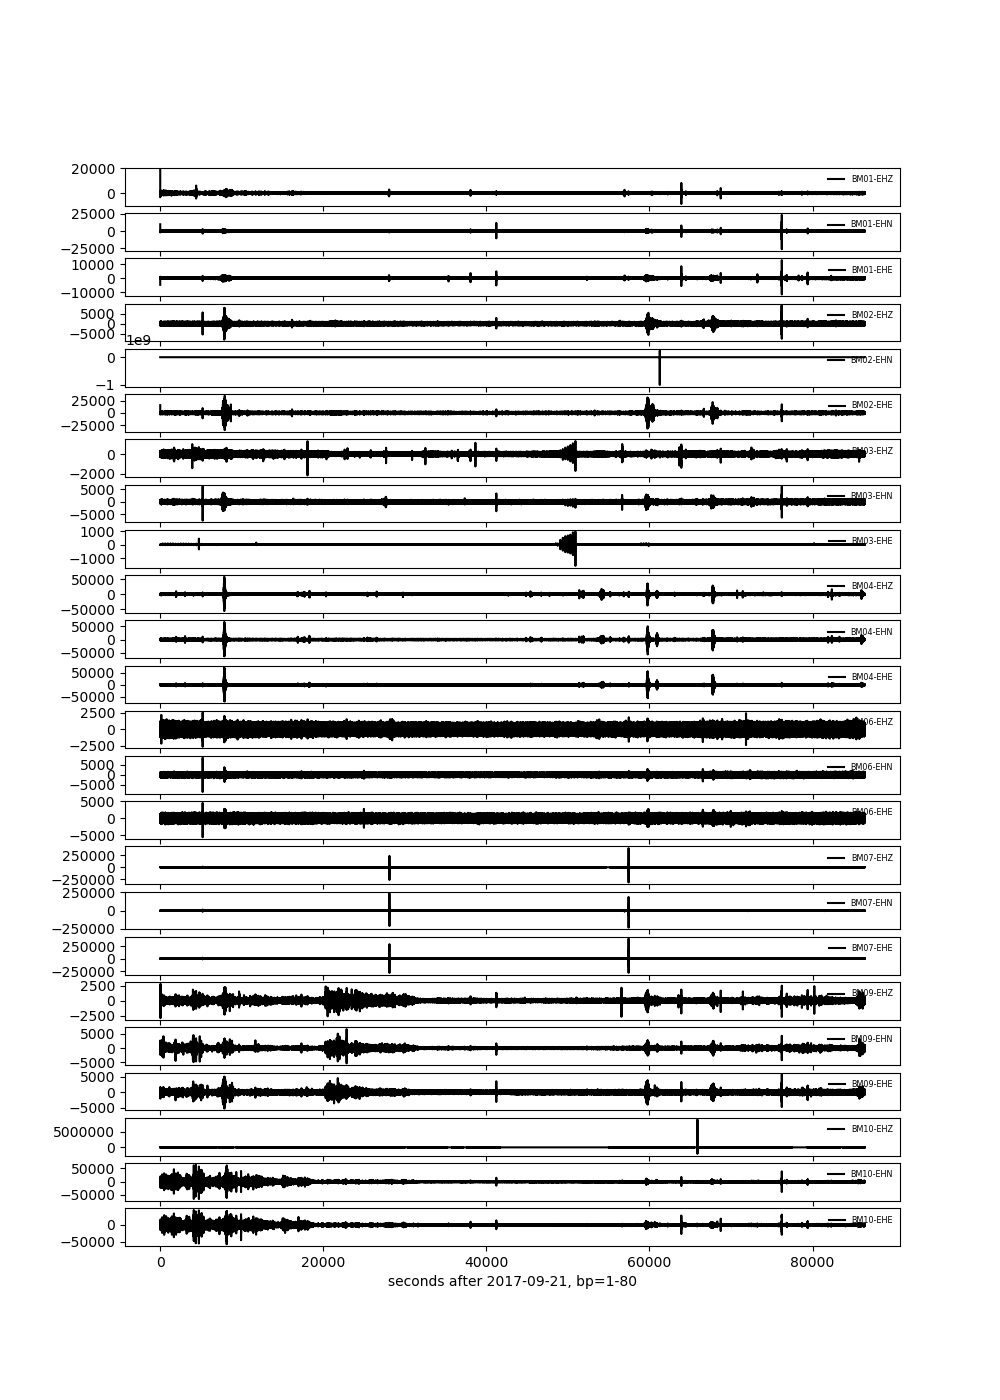 20000
0
BM01-EHZ
25000
0
−25000
BM01-EHN
10000
0
−10000
BM01-EHE
5000
0
−5000
BM02-EHZ
1e9
0
−1
BM02-EHN
25000
0
−25000
BM02-EHE
0
−2000
BM03-EHZ
5000
0
−5000
BM03-EHN
1000
0
−1000
BM03-EHE
50000
0
−50000
BM04-EHZ
50000
0
−50000
BM04-EHN
50000
0
−50000
BM04-EHE
2500
0
−2500
BM06-EHZ
5000
0
−5000
BM06-EHN
5000
0
−5000
BM06-EHE
250000
0
−250000
BM07-EHZ
250000
0
−250000
BM07-EHN
250000
0
−250000
BM07-EHE
2500
0
−2500
BM09-EHZ
5000
0
−5000
BM09-EHN
5000
0
−5000
BM09-EHE
5000000
0
BM10-EHZ
50000
0
−50000
BM10-EHN
0
−50000
BM10-EHE
0 20000 40000 60000 80000
seconds after 2017-09-21, bp=1-80